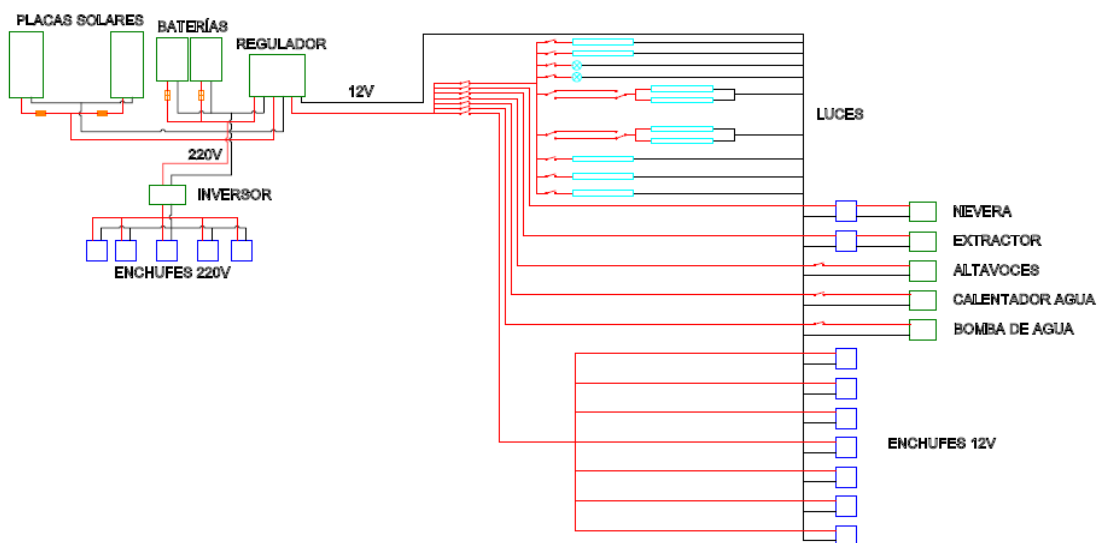 PLACAS SOLARES
BATERÍAS
REGULADOR
12V
LUCES
220V
INVERSOR
ENCHUFES 220V
NEVERA
EXTRACTOR
ALTAVOCES
CALENTADOR AGUA
BOMBA DE AGUA
ENCHUFES 12V